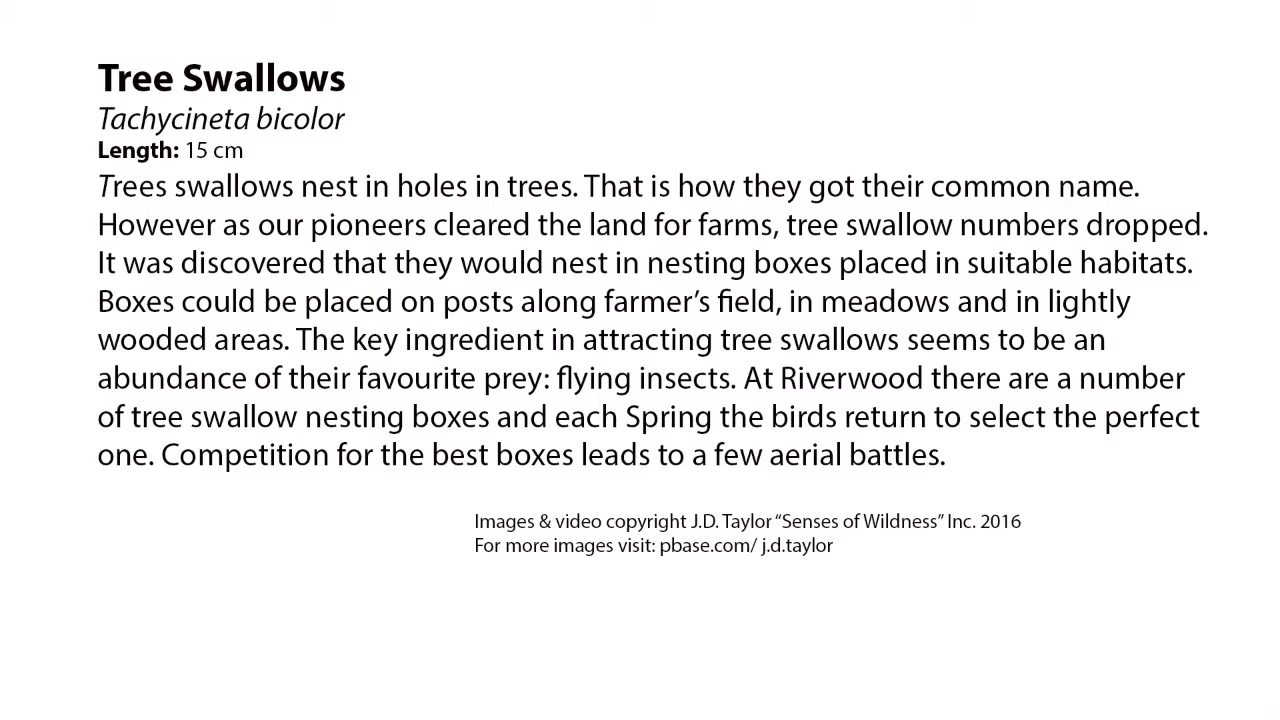 Tree Swallows
Tachycineta bicolor
Length: 15 cm
Trees swallows nest in holes in trees. That is how they got their common name.
However as our pioneers cleared the land for farms, tree swallow numbers dropped.
It was discovered that they would nest in nesting boxes placed in suitable habitats.
Boxes could be placed on posts along farmer’s field, in meadows and in lightly
wooded areas. The key ingredient in attracting tree swallows seems to be an
abundance of their favourite prey: flying insects. At Riverwood there are a number
of tree swallow nesting boxes and each Spring the birds return to select the perfect
one. Competition for the best boxes leads to a few aerial battles.
Images & video copyright J.D. Taylor “Senses of Wildness” Inc. 2016
For more images visit: pbase.com/ j.d.taylor